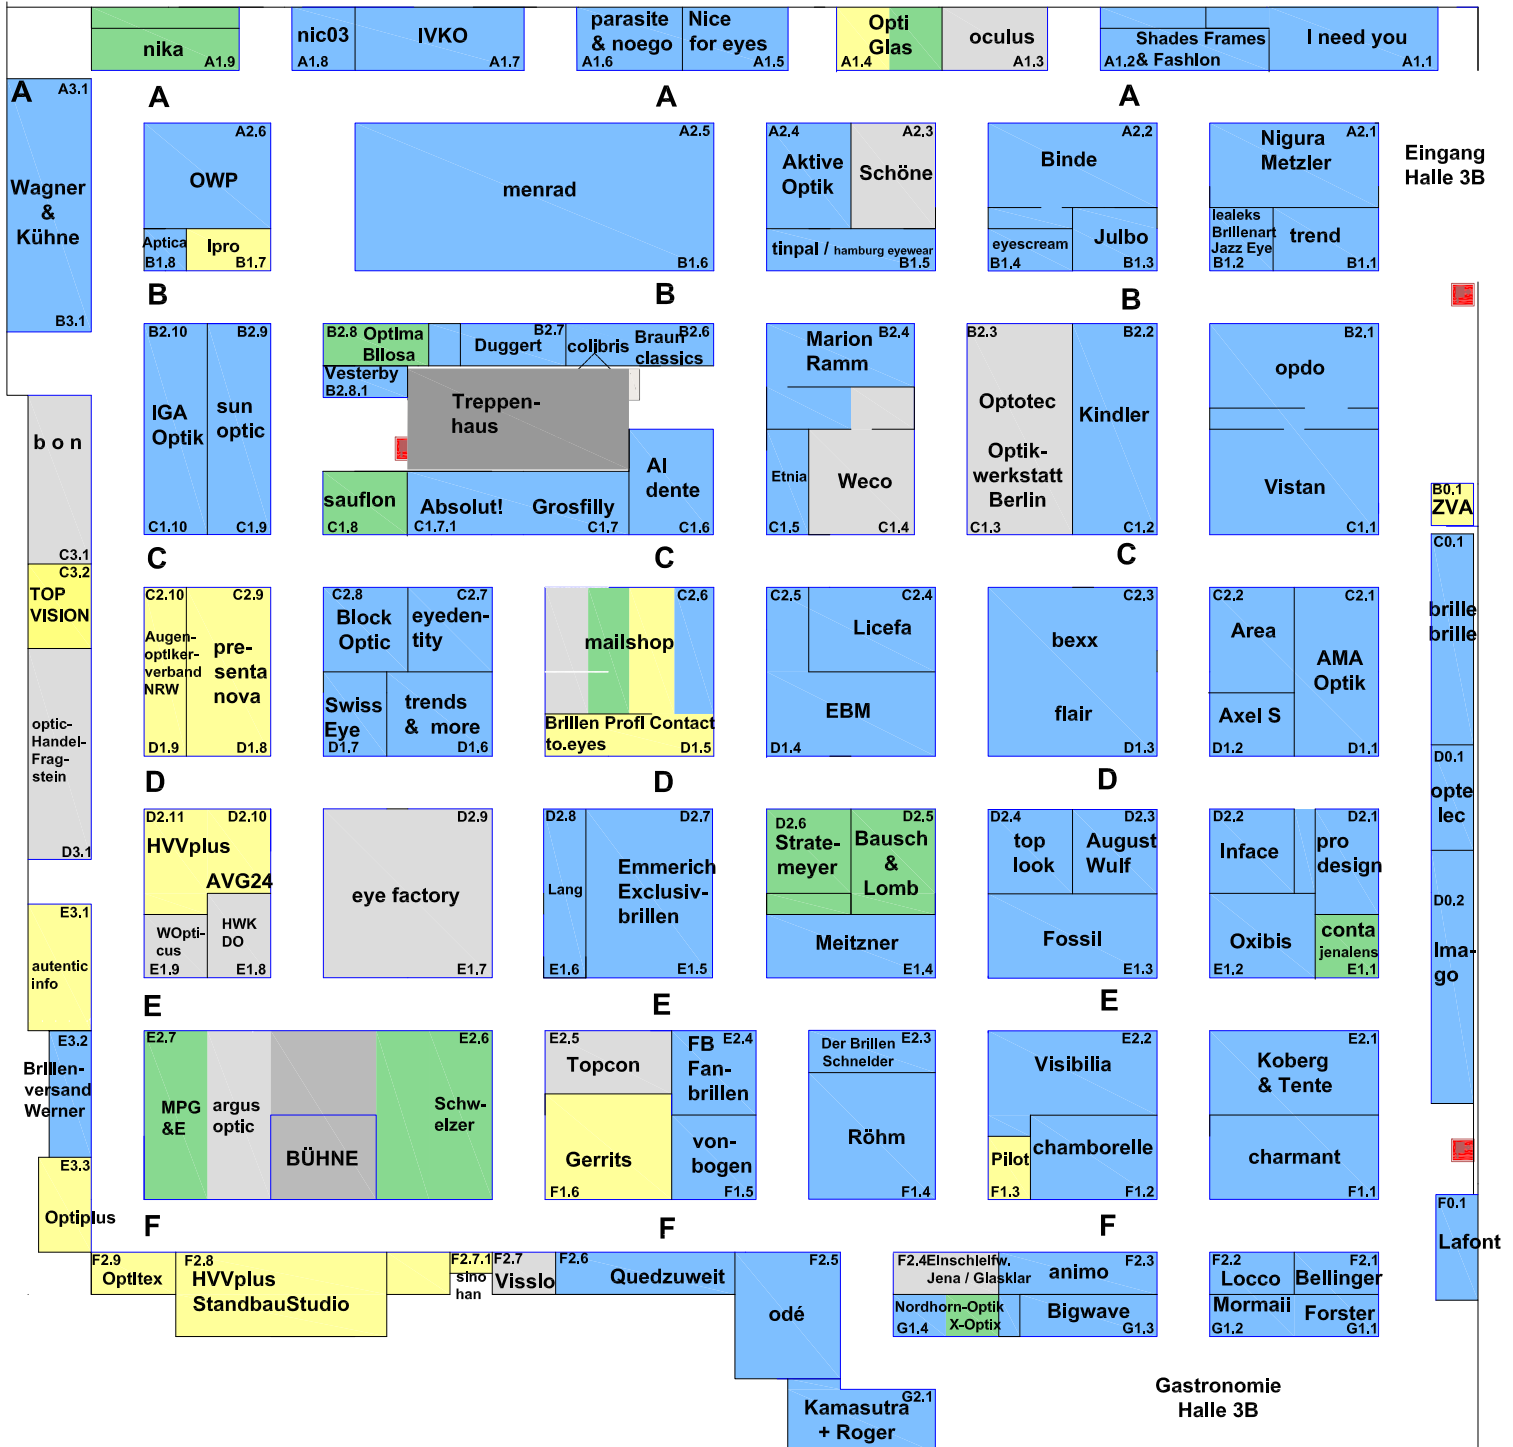 nika
A1.9
nic03
A1.8
IVKO
A1.7
parasite
& noego
A1.6
Nice
for eyes
A1.5
Opti
Glas
A1.4
oculus
A1.3
Shades Frames
& Fashion
A1.2
I need you
A1.1
A
A3.1
Wagner
&
Kühne
B3.1
A
A
A
A2.6
OWP
Aptica
B1.8
Ipro
B1.7
A2.5
menrad
B1.6
A2.4
Aktive
Optik
A2.3
Schöne
tinpal / hamburg eyewear
B1.5
A2.2
Binde
eyescream
B1.4
Julbo
B1.3
A2.1
Nigura
Metzler
lealeks
Brillenart
Jazz Eye
B1.2
trend
B1.1
Eingang
Halle 3B
B
B
B
B2.10
IGA
Optik
C1.10
B2.9
sun
optic
C1.9
B2.8
OptIma
BIlosa
Vesterby
B2.8.1
B2.7
Duggert
colibris
B2.6
Braun
classics
Treppen-
haus
sauflon
C1.8
Absolut!
C1.7.1
Grosfilly
C1.7
Al
dente
C1.6
B2.4
Marion
Ramm
Etnia
C1.5
Weco
C1.4
B2.3
Optotec
Optik-
werkstatt
Berlin
C1.3
B2.2
Kindler
C1.2
B2.1
opdo
Vistan
C1.1
b o n
C3.1
B0.1
ZVA
C
C
C
C0.1
brille
brille
C3.2
TOP
VISION
C2.10
Augen-
optIker-
verband
NRW
D1.9
C2.9
pre-
senta
nova
D1.8
C2.8
Block
Optic
C2.7
eyeden-
tity
Swiss
Eye
D1.7
trends
& more
D1.6
C2.6
mailshop
BrIllen ProfI Contact
to.eyes
D1.5
C2.5
C2.4
Licefa
EBM
D1.4
C2.3
bexx
flair
D1.3
C2.2
Area
Axel S
D1.2
C2.1
AMA
Optik
D1.1
optic-
Handel-
Frag-
stein
D3.1
D0.1
opte
lec
D
D
D
D2.11
D2.10
HVVplus
AVG24
WOpti-
cus
E1.9
HWK
DO
E1.8
D2.9
eye factory
E1.7
D2.8
Lang
E1.6
D2.7
Emmerich
Exclusiv-
brillen
E1.5
D2.6
Strate-
meyer
D2.5
Bausch
&
Lomb
Meitzner
E1.4
D2.4
top
look
D2.3
August
Wulf
Fossil
E1.3
D2.2
Inface
D2.1
pro
design
Oxibis
E1.2
conta
jenalens
E1.1
D0.2
Ima-
go
E3.1
autentic
info
E
E
E
E3.2
BrIllen-
versand
Werner
E2.7
MPG
&E
argus
optic
BÜHNE
E2.6
Schw-
eIzer
E2.5
Topcon
Gerrits
F1.6
E2.4
FB
Fan-
brillen
von-
bogen
F1.5
E2.3
Der Brillen
Schneider
Röhm
F1.4
E2.2
Visibilia
Pilot
F1.3
chamborelle
F1.2
E2.1
Koberg
& Tente
charmant
F1.1
E3.3
Optiplus
F
F
F
F0.1
Lafont
F2.9
OptItex
F2.8
HVVplus
StandbauStudio
F2.7.1
sino
han
F2.7
VissIo
F2.6
Quedzuweit
F2.5
odé
F2.4
EInschleIfw.
Jena / Glasklar
F2.3
animo
Nordhorn-Optik
X-Optix
G1.4
Bigwave
G1.3
F2.2
Locco
F2.1
Bellinger
Mormaii
G1.2
Forster
G1.1
G2.1
Kamasutra
+ Roger
Gastronomie
Halle 3B